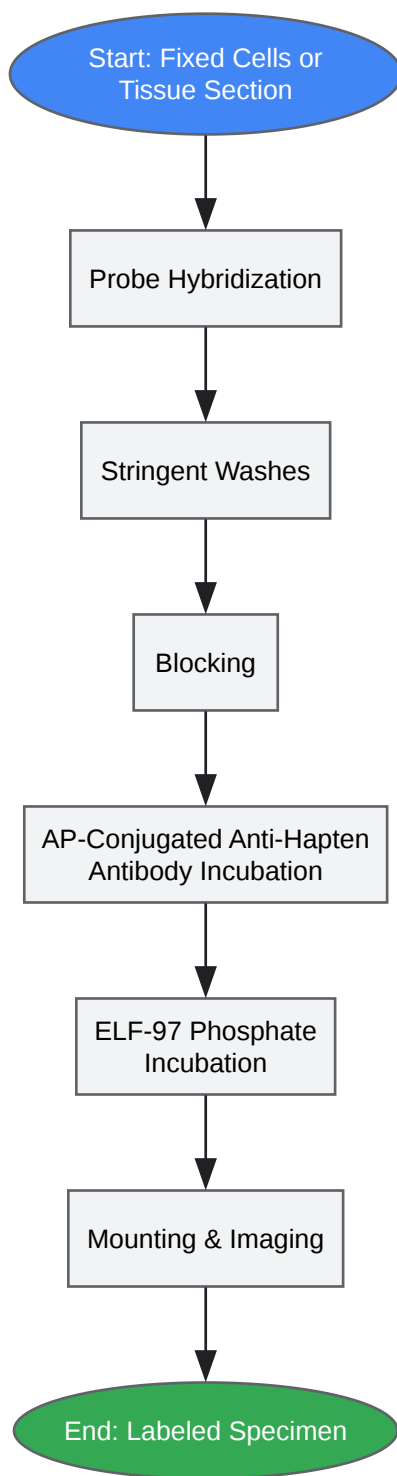 Start: Fixed Cells or
Tissue Section
Probe Hybridization
Stringent Washes
Blocking
AP-Conjugated Anti-Hapten
Antibody Incubation
ELF-97 Phosphate
Incubation
Mounting & Imaging
End: Labeled Specimen